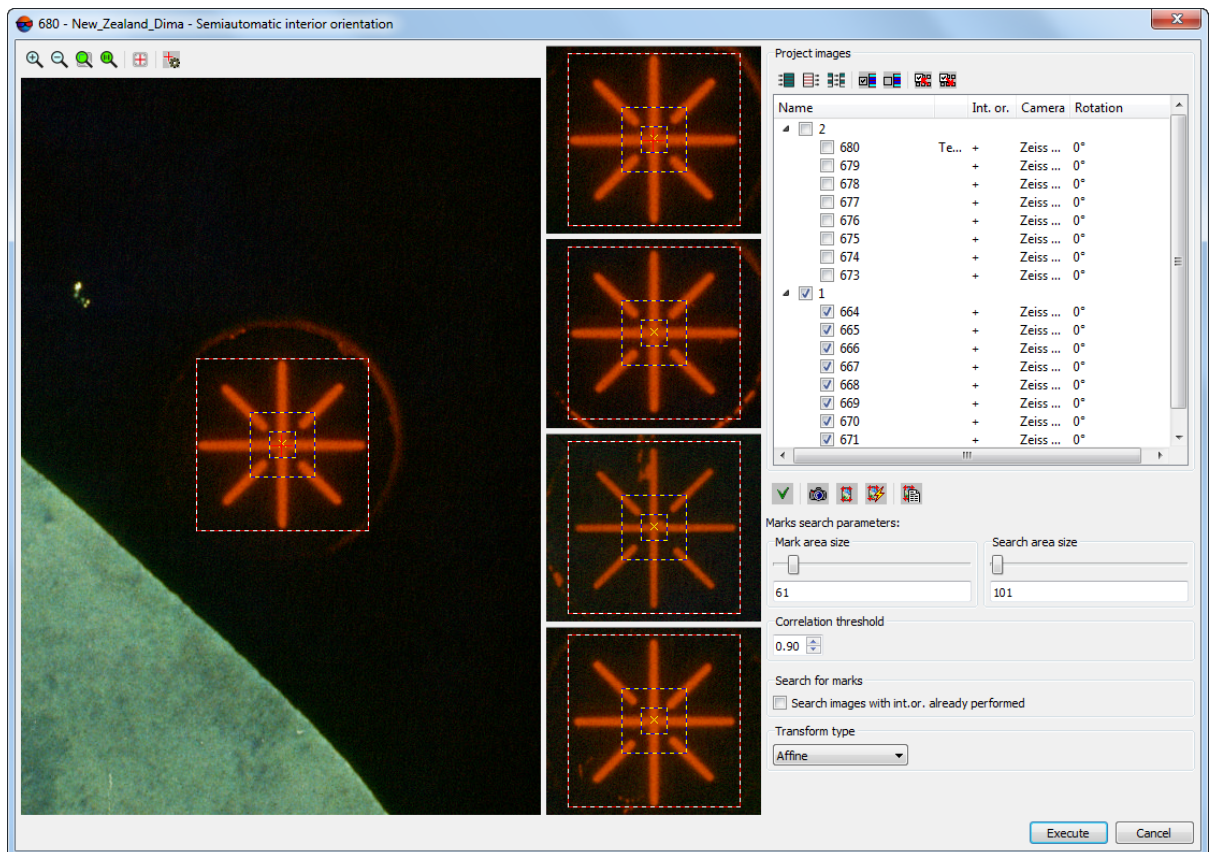 680 - New_Zealand_Dima - Semiautomatic interior orientation
Project images
Name Int. or. Camera Rotation
2
680 Te... + Zeiss ... 0°
679 + Zeiss ... 0°
678 + Zeiss ... 0°
677 + Zeiss ... 0°
676 + Zeiss ... 0°
675 + Zeiss ... 0°
674 + Zeiss ... 0°
673 + Zeiss ... 0°
1
664 + Zeiss ... 0°
665 + Zeiss ... 0°
666 + Zeiss ... 0°
667 + Zeiss ... 0°
668 + Zeiss ... 0°
669 + Zeiss ... 0°
670 + Zeiss ... 0°
671 + Zeiss ... 0°
Marks search parameters:
Mark area size Search area size
61 101
Correlation threshold
0.90
Search for marks
Search images with int.or. already performed
Transform type
Affine
Execute Cancel